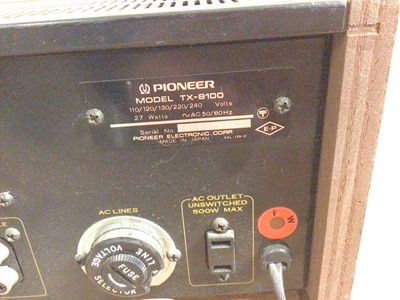 PIONEER
MODEL TX-9100
110/120/130/220/240 Volts
27 Watts ~AC 50/60Hz
Serial No.
PIONEER ELECTRONIC CORP.
MADE IN JAPAN
E-P
AC LINES
LINE
VOLTAGE
SELECTOR
FUSE
AC OUTLET
UNSWITCHED
500W MAX
F W